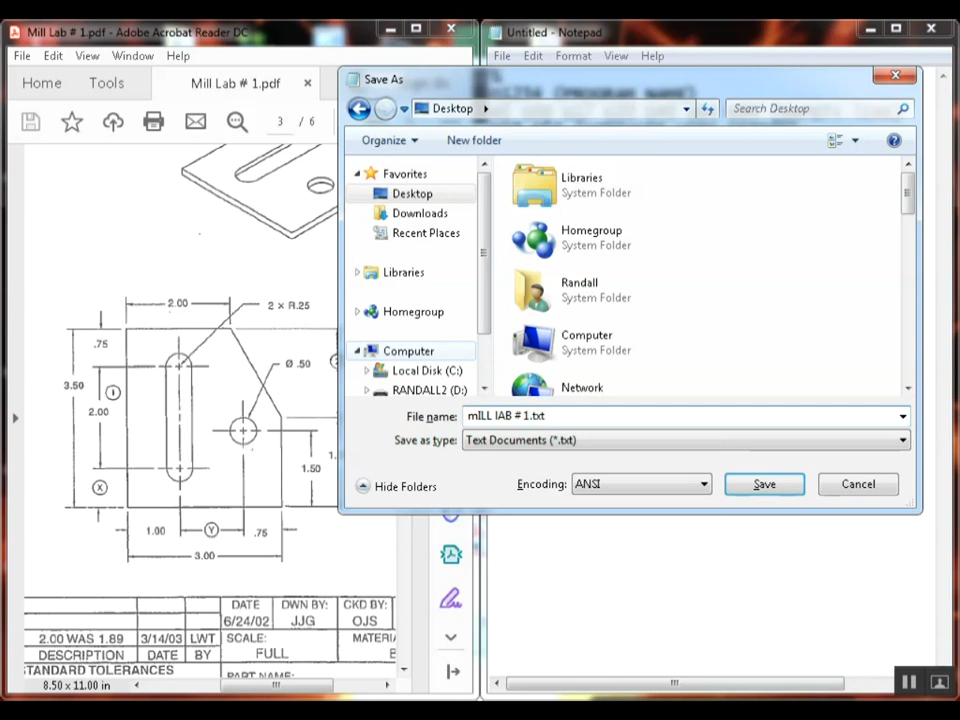 Mill Lab # 1.pdf - Adobe Acrobat Reader DC
File Edit View Window Help
Home Tools Mill Lab # 1.pdf ×
3 / 6
2.00
2 × R.25
.75
Ø .50
3.50
I
2.00
1.50
X
1.00
Y
.75
3.00
DATE DWN BY: CKD BY:
6/24/02 JJG OJS
2.00 WAS 1.89 3/14/03 LWT SCALE:
FULL
DESCRIPTION DATE BY
STANDARD TOLERANCES
PART NAME:
8.50 x 11.00 in
Untitled - Notepad
File Edit Format View Help
Save As
Desktop
Search Desktop
Organize New folder
Favorites
Desktop
Downloads
Recent Places
Libraries
Homegroup
Computer
Local Disk (C:)
RANDALL2 (D:)
Libraries
System Folder
Homegroup
System Folder
Randall
System Folder
Computer
System Folder
Network
File name: mILL lAB # 1.txt
Save as type: Text Documents (*.txt)
Hide Folders
Encoding: ANSI
Save
Cancel